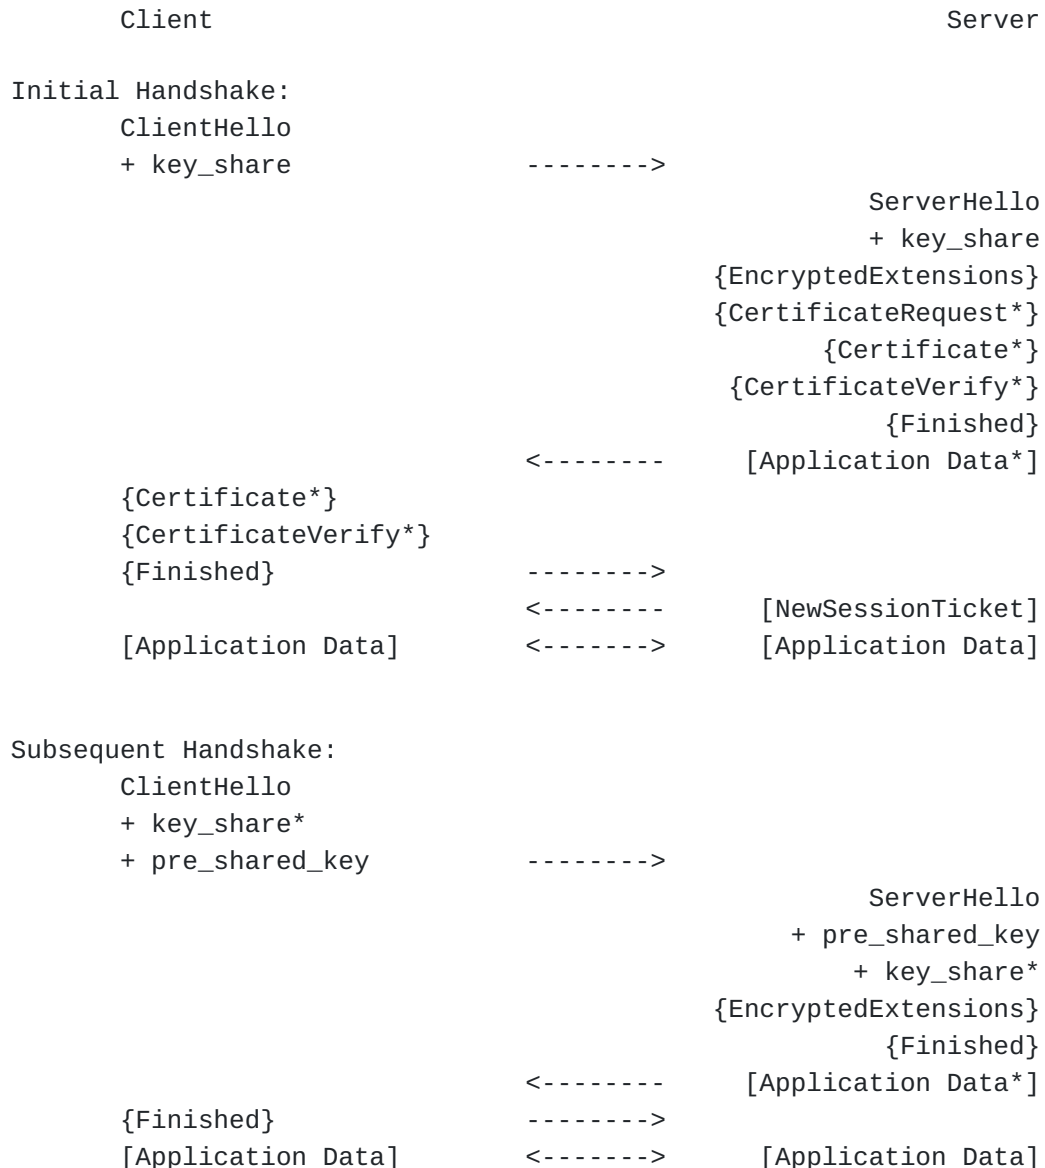 Client                                               Server

Initial Handshake:
       ClientHello
       + key_share               -------->
                                                       ServerHello
                                                       + key_share
                                             {EncryptedExtensions}
                                             {CertificateRequest*}
                                                    {Certificate*}
                                              {CertificateVerify*}
                                                        {Finished}
                                 <--------     [Application Data*]
       {Certificate*}
       {CertificateVerify*}
       {Finished}                -------->
                                 <--------      [NewSessionTicket]
       [Application Data]        <------->      [Application Data]


Subsequent Handshake:
       ClientHello
       + key_share*
       + pre_shared_key          -------->
                                                       ServerHello
                                                  + pre_shared_key
                                                      + key_share*
                                             {EncryptedExtensions}
                                                        {Finished}
                                 <--------     [Application Data*]
       {Finished}                -------->
       [Application Data]        <------->      [Application Data]